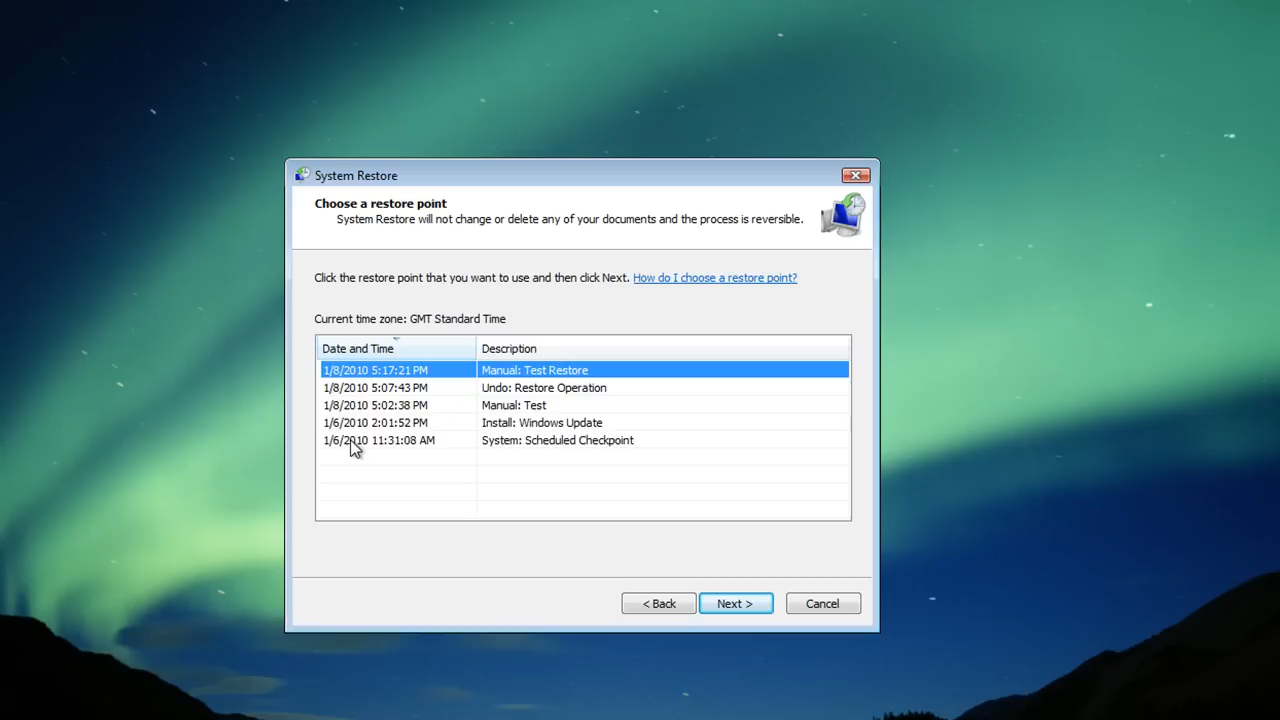 System Restore
Choose a restore point
System Restore will not change or delete any of your documents and the process is reversible.
Click the restore point that you want to use and then click Next. How do I choose a restore point?
Current time zone: GMT Standard Time
Date and Time Description
1/8/2010 5:17:21 PM Manual: Test Restore
1/8/2010 5:07:43 PM Undo: Restore Operation
1/8/2010 5:02:38 PM Manual: Test
1/6/2010 2:01:52 PM Install: Windows Update
1/6/2010 11:31:08 AM System: Scheduled Checkpoint
< Back Next > Cancel